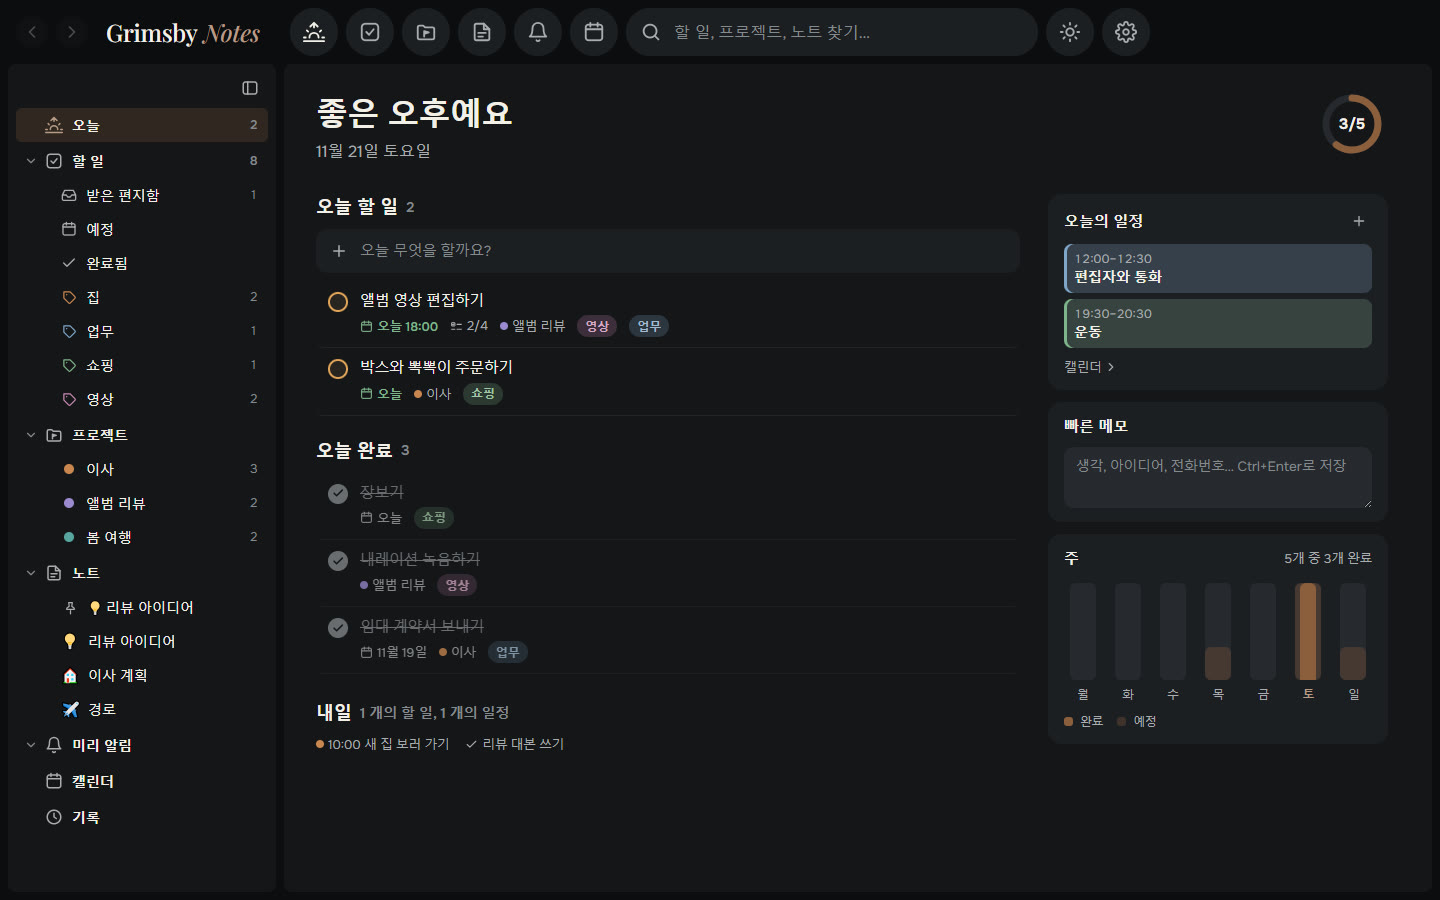 Grimsby Notes
할 일, 프로젝트, 노트 찾기...
오늘 2
할 일 8
받은 편지함 1
예정
완료됨
집 2
업무 1
쇼핑 1
영상 2
프로젝트
이사 3
앨범 리뷰 2
봄 여행 2
노트
리뷰 아이디어
리뷰 아이디어
이사 계획
경로
미리 알림
캘린더
기록
좋은 오후예요
11월 21일 토요일
3/5
오늘 할 일 2
오늘 무엇을 할까요?
앨범 영상 편집하기
오늘 18:00 2/4 앨범 리뷰 영상 업무
박스와 뽁뽁이 주문하기
오늘 이사 쇼핑
오늘 완료 3
장보기
오늘 쇼핑
내레이션 녹음하기
앨범 리뷰 영상
임대 계약서 보내기
11월 19일 이사 업무
내일 1 개의 할 일, 1 개의 일정
10:00 새 집 보러 가기 리뷰 대본 쓰기
오늘의 일정
12:00–12:30
편집자와 통화
19:30–20:30
운동
캘린더
빠른 메모
생각, 아이디어, 전화번호... Ctrl+Enter로 저장
주 5개 중 3개 완료
월 화 수 목 금 토 일
완료 예정